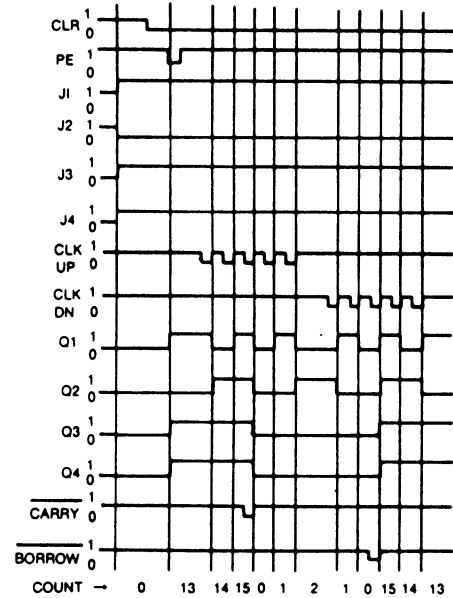 CLR 1
0
PE 1
0
J1 1
0
J2 1
0
J3 1
0
J4 1
0
CLK UP 1
0
CLK DN 1
0
Q1 1
0
Q2 1
0
Q3 1
0
Q4 1
0
CARRY 1
0
BORROW 1
0
COUNT → 0 13 14 15 0 1 2 1 0 15 14 13